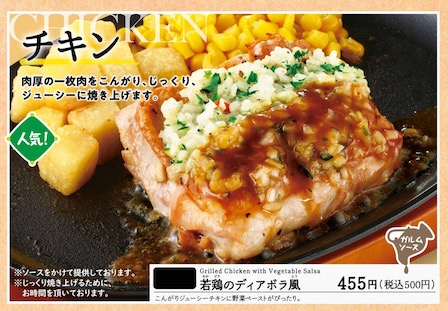 CHICKEN
チキン
肉厚の一枚肉をこんがり、じっくり、
ジューシーに焼き上げます。
人気!
ガルム
ソース
※ソースをかけて提供しております。
※じっくり焼き上げるために、
お時間を頂いております。
Grilled Chicken with Vegetable Salsa
わか どり ふう
若鶏のディアボラ風
455円(税込500円)
こんがりジューシーチキンに野菜ペーストがぴったり。